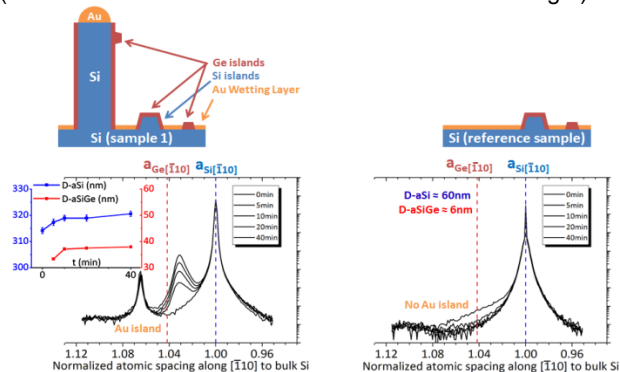 Au
Si
Ge islands
Si islands
Au Wetting Layer
Si (sample 1)
Si (reference sample)
aGe[1̄10] aSi[1̄10]
D-aSi (nm)
D-aSiGe (nm)
330
320
310
300
60
50
40
30
0 20 40
t (min)
0min
5min
10min
20min
40min
Au island
1.12 1.08 1.04 1.00 0.96
Normalized atomic spacing along [1̄10] to bulk Si
aGe[1̄10] aSi[1̄10]
D-aSi ≈ 60nm
D-aSiGe ≈ 6nm
0min
5min
10min
20min
40min
No Au island
1.12 1.08 1.04 1.00 0.96
Normalized atomic spacing along [1̄10] to bulk Si